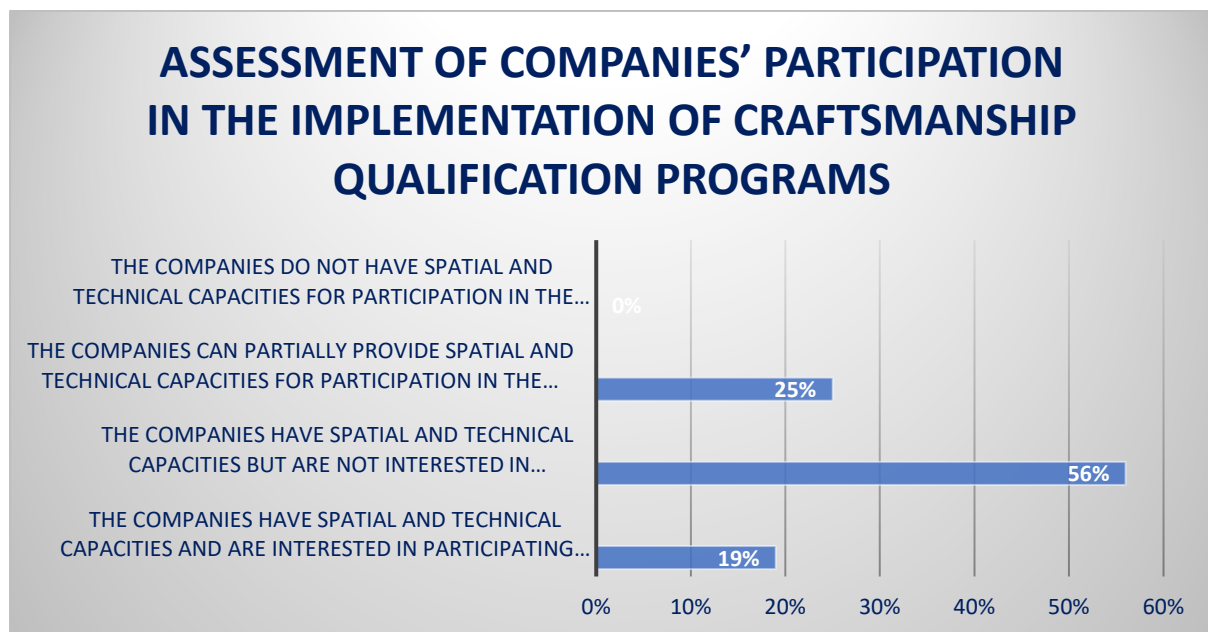 ASSESSMENT OF COMPANIES’ PARTICIPATION
IN THE IMPLEMENTATION OF CRAFTSMANSHIP
QUALIFICATION PROGRAMS
THE COMPANIES DO NOT HAVE SPATIAL AND
TECHNICAL CAPACITIES FOR PARTICIPATION IN THE…
0%
THE COMPANIES CAN PARTIALLY PROVIDE SPATIAL AND
TECHNICAL CAPACITIES FOR PARTICIPATION IN THE…
25%
THE COMPANIES HAVE SPATIAL AND TECHNICAL
CAPACITIES BUT ARE NOT INTERESTED IN…
56%
THE COMPANIES HAVE SPATIAL AND TECHNICAL
CAPACITIES AND ARE INTERESTED IN PARTICIPATING…
19%
0% 10% 20% 30% 40% 50% 60%